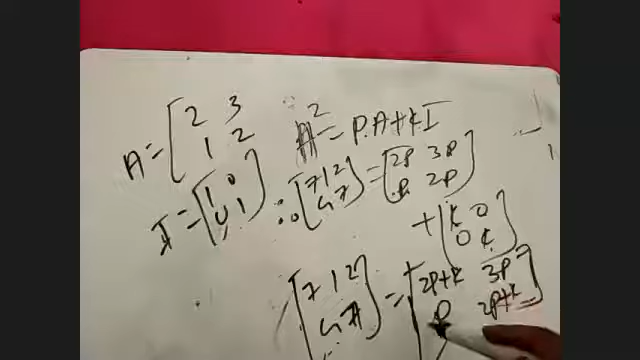 A = [2 3
1 2] A² = P.A + kI
I = [1 0
0 1] ∴ [7 12
4 7] = [2P 3P
P 2P]
+ [k 0
0 k]
[7 12
4 7] = [2P+k 3P
P 2P+k]